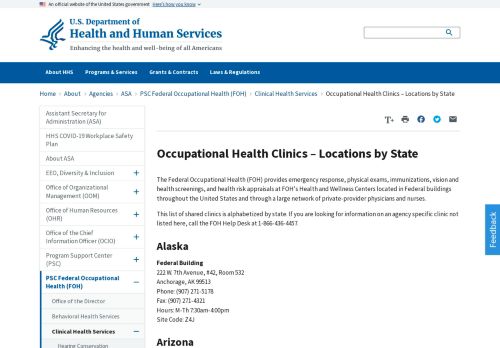 An official website of the United States government Here's how you know
U.S. Department of
Health and Human Services
Enhancing the health and well-being of all Americans
About HHS Programs & Services Grants & Contracts Laws & Regulations
Home › About › Agencies › ASA › PSC Federal Occupational Health (FOH) › Clinical Health Services › Occupational Health Clinics – Locations by State
Assistant Secretary for
Administration (ASA)
HHS COVID-19 Workplace Safety
Plan
About ASA
EEO, Diversity & Inclusion
Office of Organizational
Management (OOM)
Office of Human Resources
(OHR)
Office of the Chief
Information Officer (OCIO)
Program Support Center
(PSC)
PSC Federal Occupational
Health (FOH)
Office of the Director
Behavioral Health Services
Clinical Health Services
Hearing Conservation
T+
Occupational Health Clinics – Locations by State
The Federal Occupational Health (FOH) provides emergency response, physical exams, immunizations, vision and
health screenings, and health risk appraisals at FOH's Health and Wellness Centers located in Federal buildings
throughout the United States and through a large network of private-provider physicians and nurses.
This list of shared clinics is alphabetized by state. If you are looking for information on an agency specific clinic not
listed here, call the FOH Help Desk at 1-866-436-4457.
Alaska
Federal Building
222 W. 7th Avenue, #42, Room 532
Anchorage, AK 99513
Phone: (907) 271-5178
Fax: (907) 271-4321
Hours: M-Th 7:30am-4:00pm
Site Code: Z4J
Arizona
Feedback